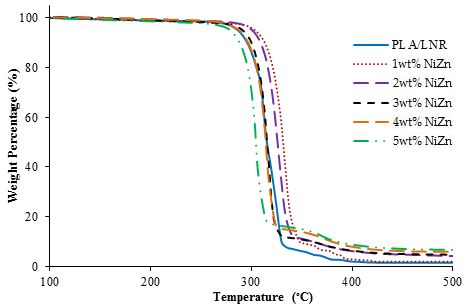 100
80
60
40
20
0
Weight Percentage (%)
PLA/LNR
1wt% NiZn
2wt% NiZn
3wt% NiZn
4wt% NiZn
5wt% NiZn
100 200 300 400 500
Temperature (°C)